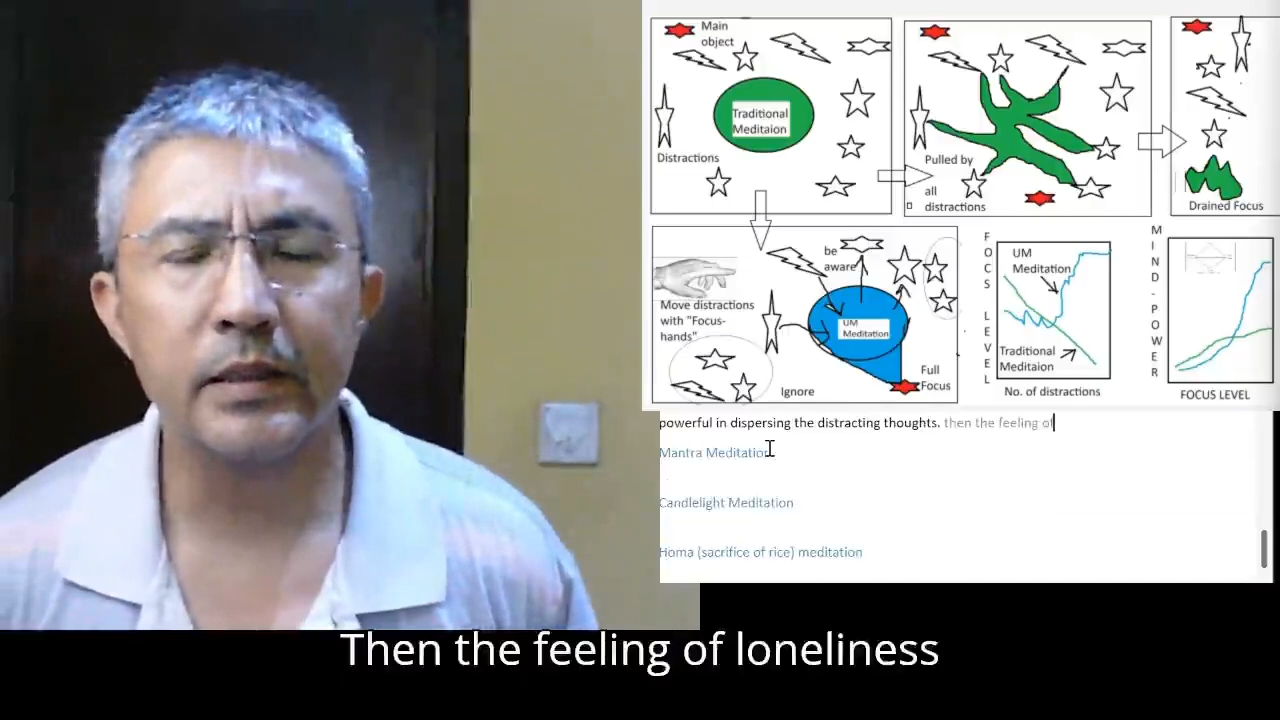 Main
object
Traditional
Meditaion
Distractions
Pulled by
all
distractions
Drained Focus
be
aware
Move distractions
with "Focus-
hands"
UM
Meditation
Ignore
Full
Focus
FOCS LEVEL
UM
Meditation
Traditional
Meditaion
No. of distractions
MIND-POWER
FOCUS LEVEL
powerful in dispersing the distracting thoughts. then the feeling of
Mantra Meditation
Candlelight Meditation
Homa (sacrifice of rice) meditation
Then the feeling of loneliness